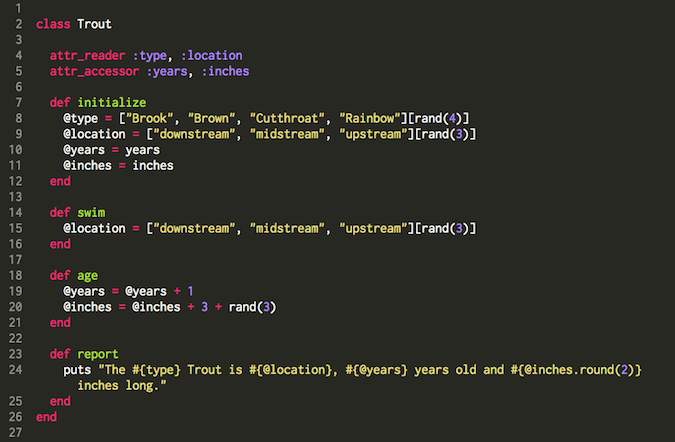 1
2 class Trout
3
4 attr_reader :type, :location
5 attr_accessor :years, :inches
6
7 def initialize
8 @type = ["Brook", "Brown", "Cutthroat", "Rainbow"][rand(4)]
9 @location = ["downstream", "midstream", "upstream"][rand(3)]
10 @years = years
11 @inches = inches
12 end
13
14 def swim
15 @location = ["downstream", "midstream", "upstream"][rand(3)]
16 end
17
18 def age
19 @years = @years + 1
20 @inches = @inches + 3 + rand(3)
21 end
22
23 def report
24 puts "The #{type} Trout is #{@location}, #{@years} years old and #{@inches.round(2)}
inches long."
25 end
26 end
27